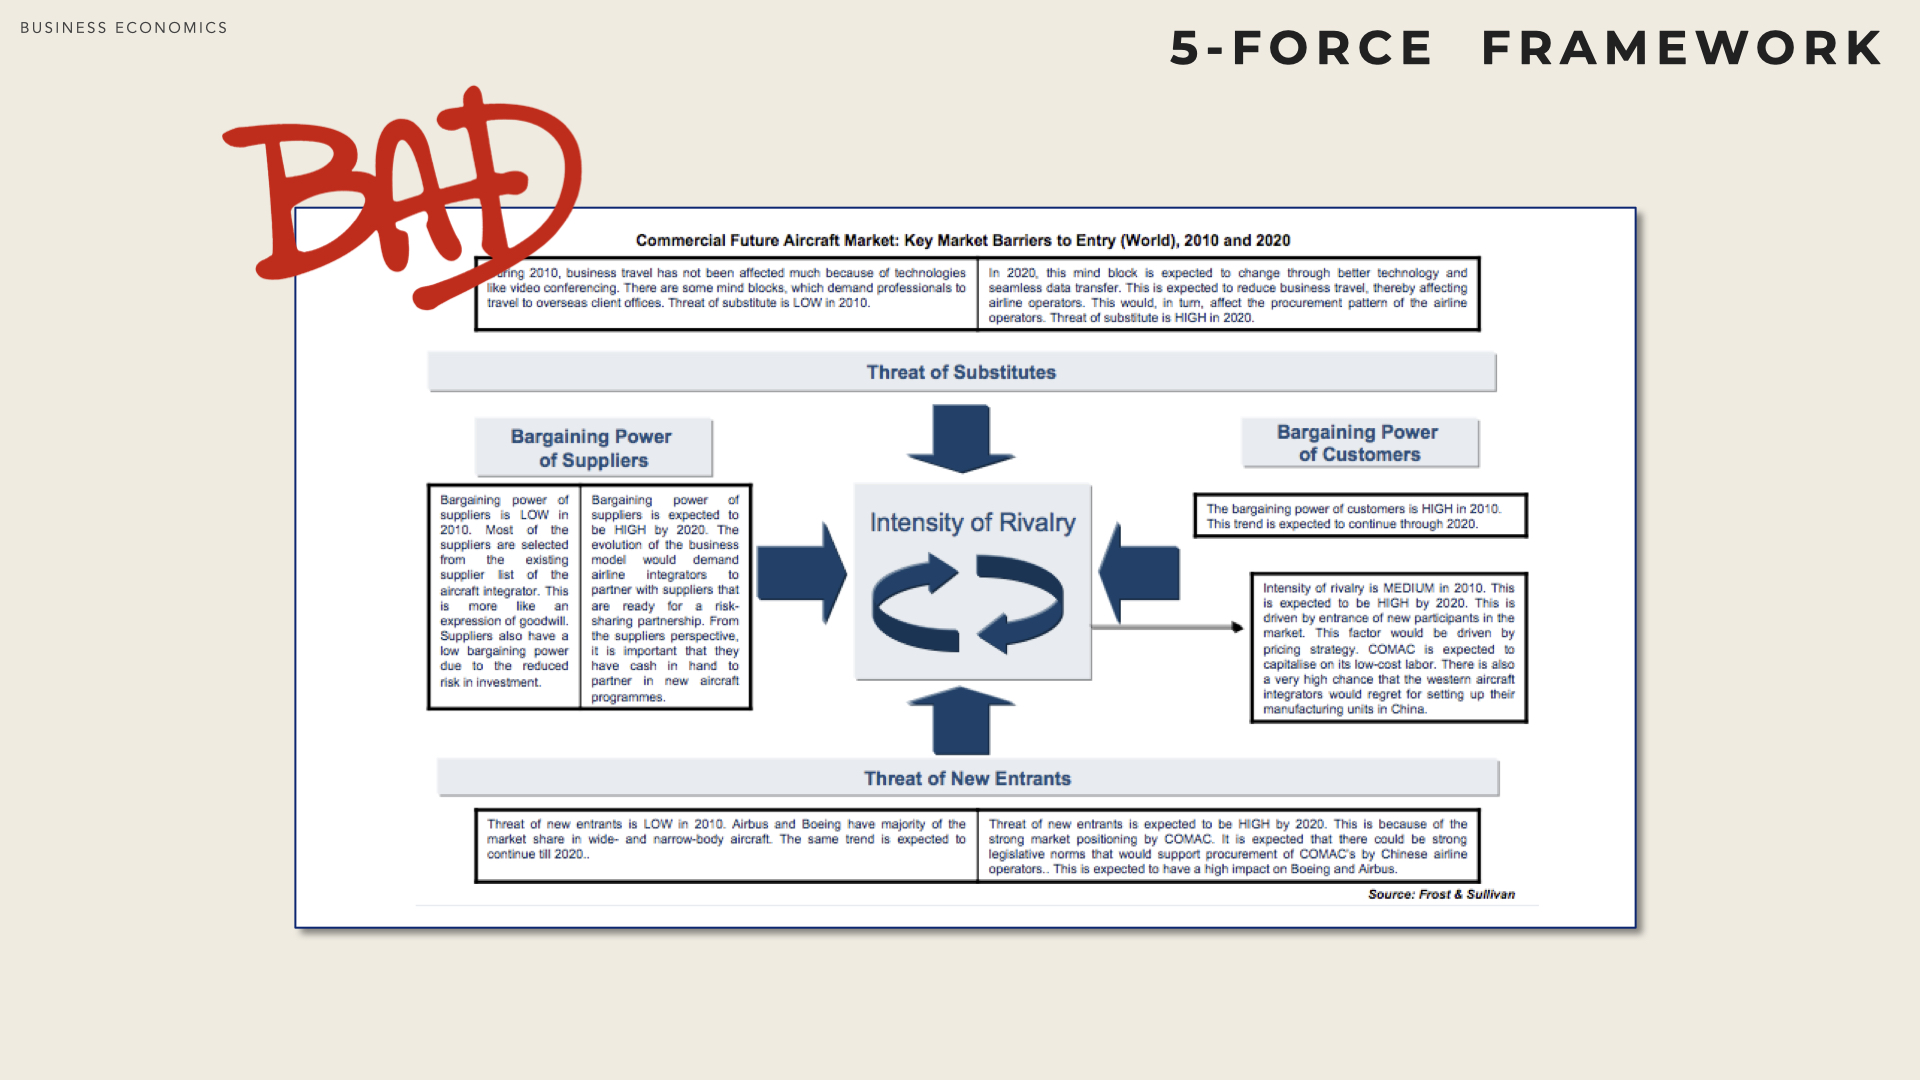 BUSINESS ECONOMICS
5-FORCE FRAMEWORK
BAD
Commercial Future Aircraft Market: Key Market Barriers to Entry (World), 2010 and 2020
uring 2010, business travel has not been affected much because of technologies
like video conferencing. There are some mind blocks, which demand professionals to
travel to overseas client offices. Threat of substitute is LOW in 2010.
In 2020, this mind block is expected to change through better technology and
seamless data transfer. This is expected to reduce business travel, thereby affecting
airline operators. This would, in turn, affect the procurement pattern of the airline
operators. Threat of substitute is HIGH in 2020.
Threat of Substitutes
Bargaining Power
of Suppliers
Bargaining power of
suppliers is LOW in
2010. Most of the
suppliers are selected
from the existing
supplier list of the
aircraft integrator. This
is more like an
expression of goodwill.
Suppliers also have a
low bargaining power
due to the reduced
risk in investment.
Bargaining power of
suppliers is expected to
be HIGH by 2020. The
evolution of the business
model would demand
airline integrators to
partner with suppliers that
are ready for a risk-
sharing partnership. From
the suppliers perspective,
it is important that they
have cash in hand to
partner in new aircraft
programmes.
Intensity of Rivalry
Bargaining Power
of Customers
The bargaining power of customers is HIGH in 2010.
This trend is expected to continue through 2020.
Intensity of rivalry is MEDIUM in 2010. This
is expected to be HIGH by 2020. This is
driven by entrance of new participants in the
market. This factor would be driven by
pricing strategy. COMAC is expected to
capitalise on its low-cost labor. There is also
a very high chance that the western aircraft
integrators would regret for setting up their
manufacturing units in China.
Threat of New Entrants
Threat of new entrants is LOW in 2010. Airbus and Boeing have majority of the
market share in wide- and narrow-body aircraft. The same trend is expected to
continue till 2020..
Threat of new entrants is expected to be HIGH by 2020. This is because of the
strong market positioning by COMAC. It is expected that there could be strong
legislative norms that would support procurement of COMAC's by Chinese airline
operators.. This is expected to have a high impact on Boeing and Airbus.
Source: Frost & Sullivan